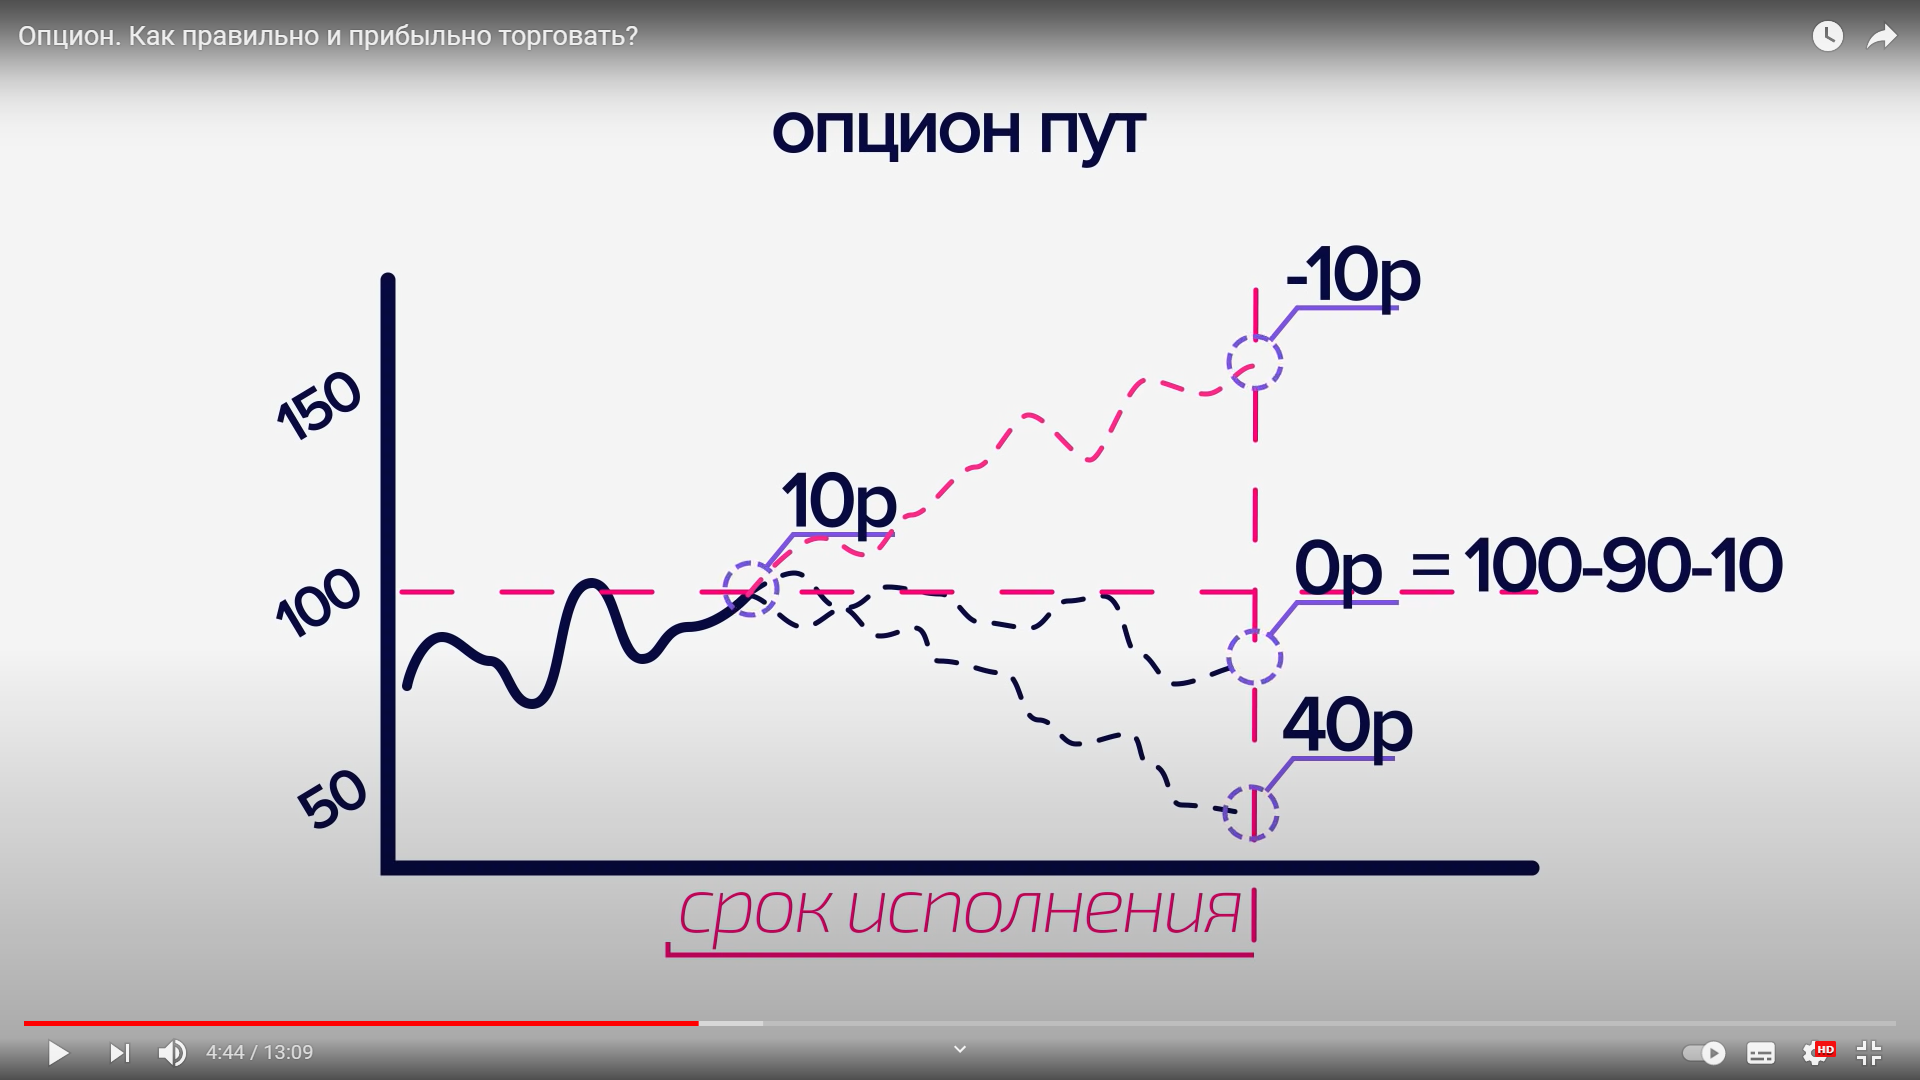 Опцион. Как правильно и прибыльно торговать?
опцион пут
-10р
150
10р
0р = 100-90-10
100
40р
50
срок исполнения
4:44 / 13:09
HD